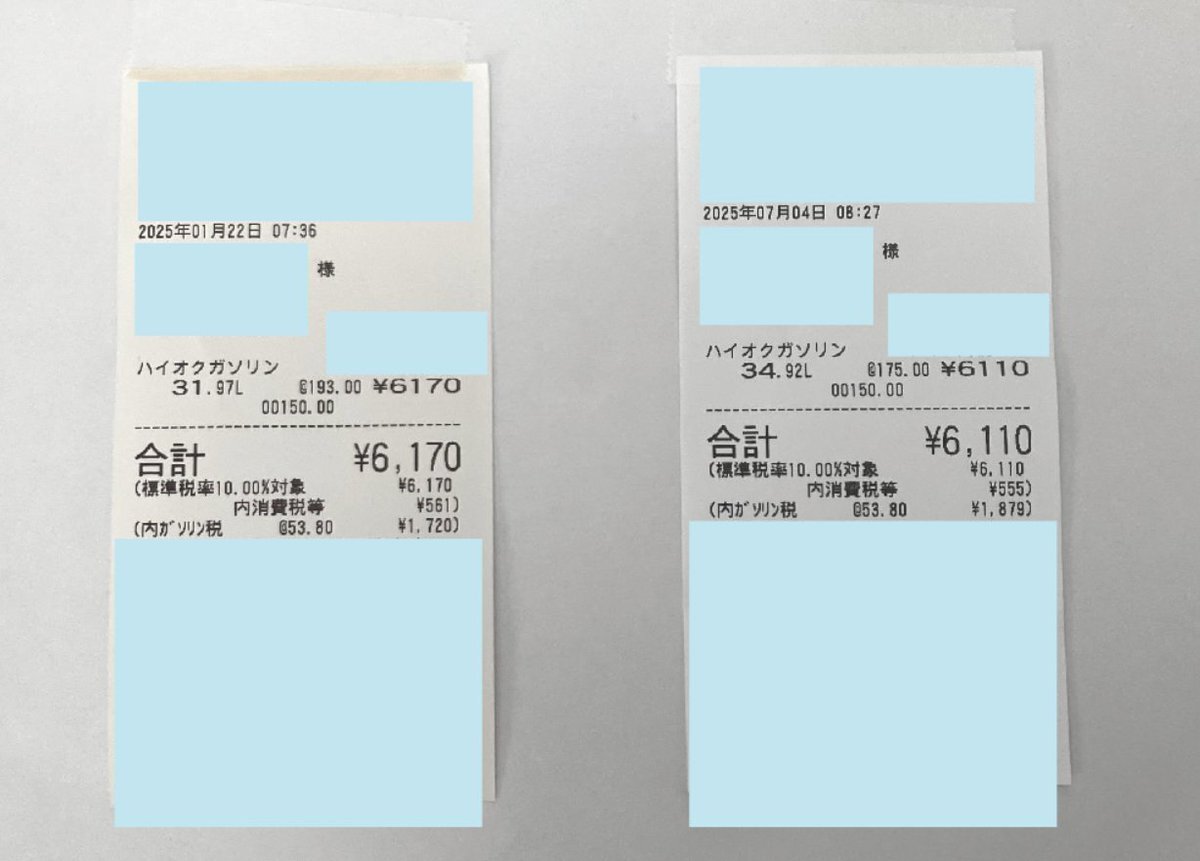 2025年01月22日 07:36
様
ハイオクガソリン
31.97L @193.00 ¥6170
00150.00
合計 ¥6,170
(標準税率10.00%対象 ¥6,170
内消費税等 ¥561)
(内ガソリン税 @53.80 ¥1,720)
2025年07月04日 08:27
様
ハイオクガソリン
34.92L @175.00 ¥6110
00150.00
合計 ¥6,110
(標準税率10.00%対象 ¥6,110
内消費税等 ¥555)
(内ガソリン税 @53.80 ¥1,879)